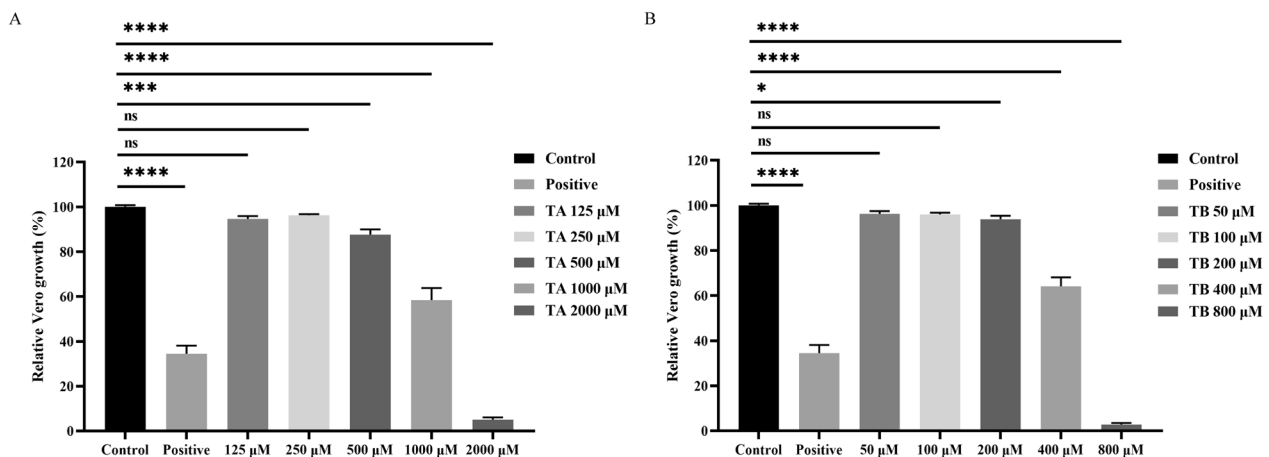 A
****
****
***
ns
ns
****
Relative Vero growth (%)
120
100
80
60
40
20
0
Control Positive 125 μM 250 μM 500 μM 1000 μM 2000 μM
Control
Positive
TA 125 μM
TA 250 μM
TA 500 μM
TA 1000 μM
TA 2000 μM
B
****
****
*
ns
ns
****
Relative Vero growth (%)
120
100
80
60
40
20
0
Control Positive 50 μM 100 μM 200 μM 400 μM 800 μM
Control
Positive
TB 50 μM
TB 100 μM
TB 200 μM
TB 400 μM
TB 800 μM